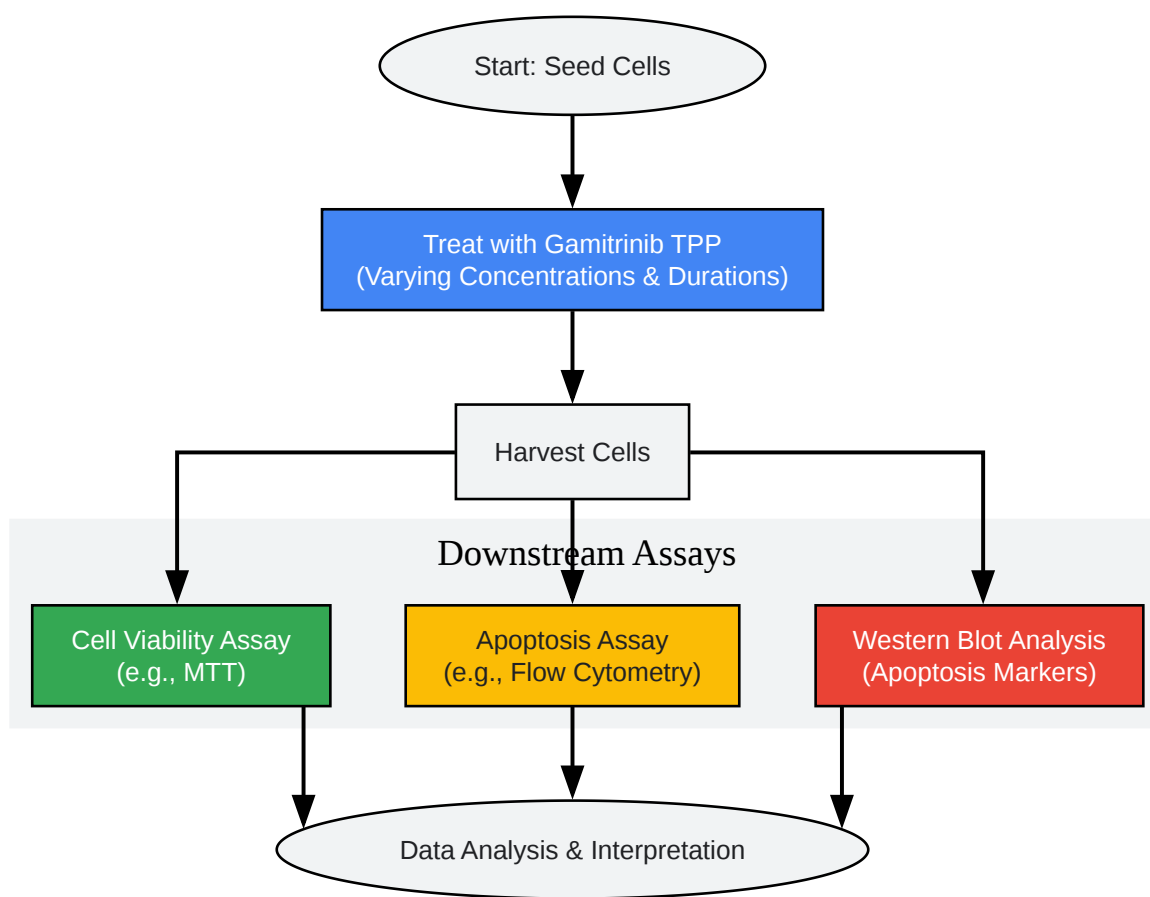 Start: Seed Cells
Treat with Gamitrinib TPP
(Varying Concentrations & Durations)
Harvest Cells
Downstream Assays
Cell Viability Assay
(e.g., MTT)
Apoptosis Assay
(e.g., Flow Cytometry)
Western Blot Analysis
(Apoptosis Markers)
Data Analysis & Interpretation